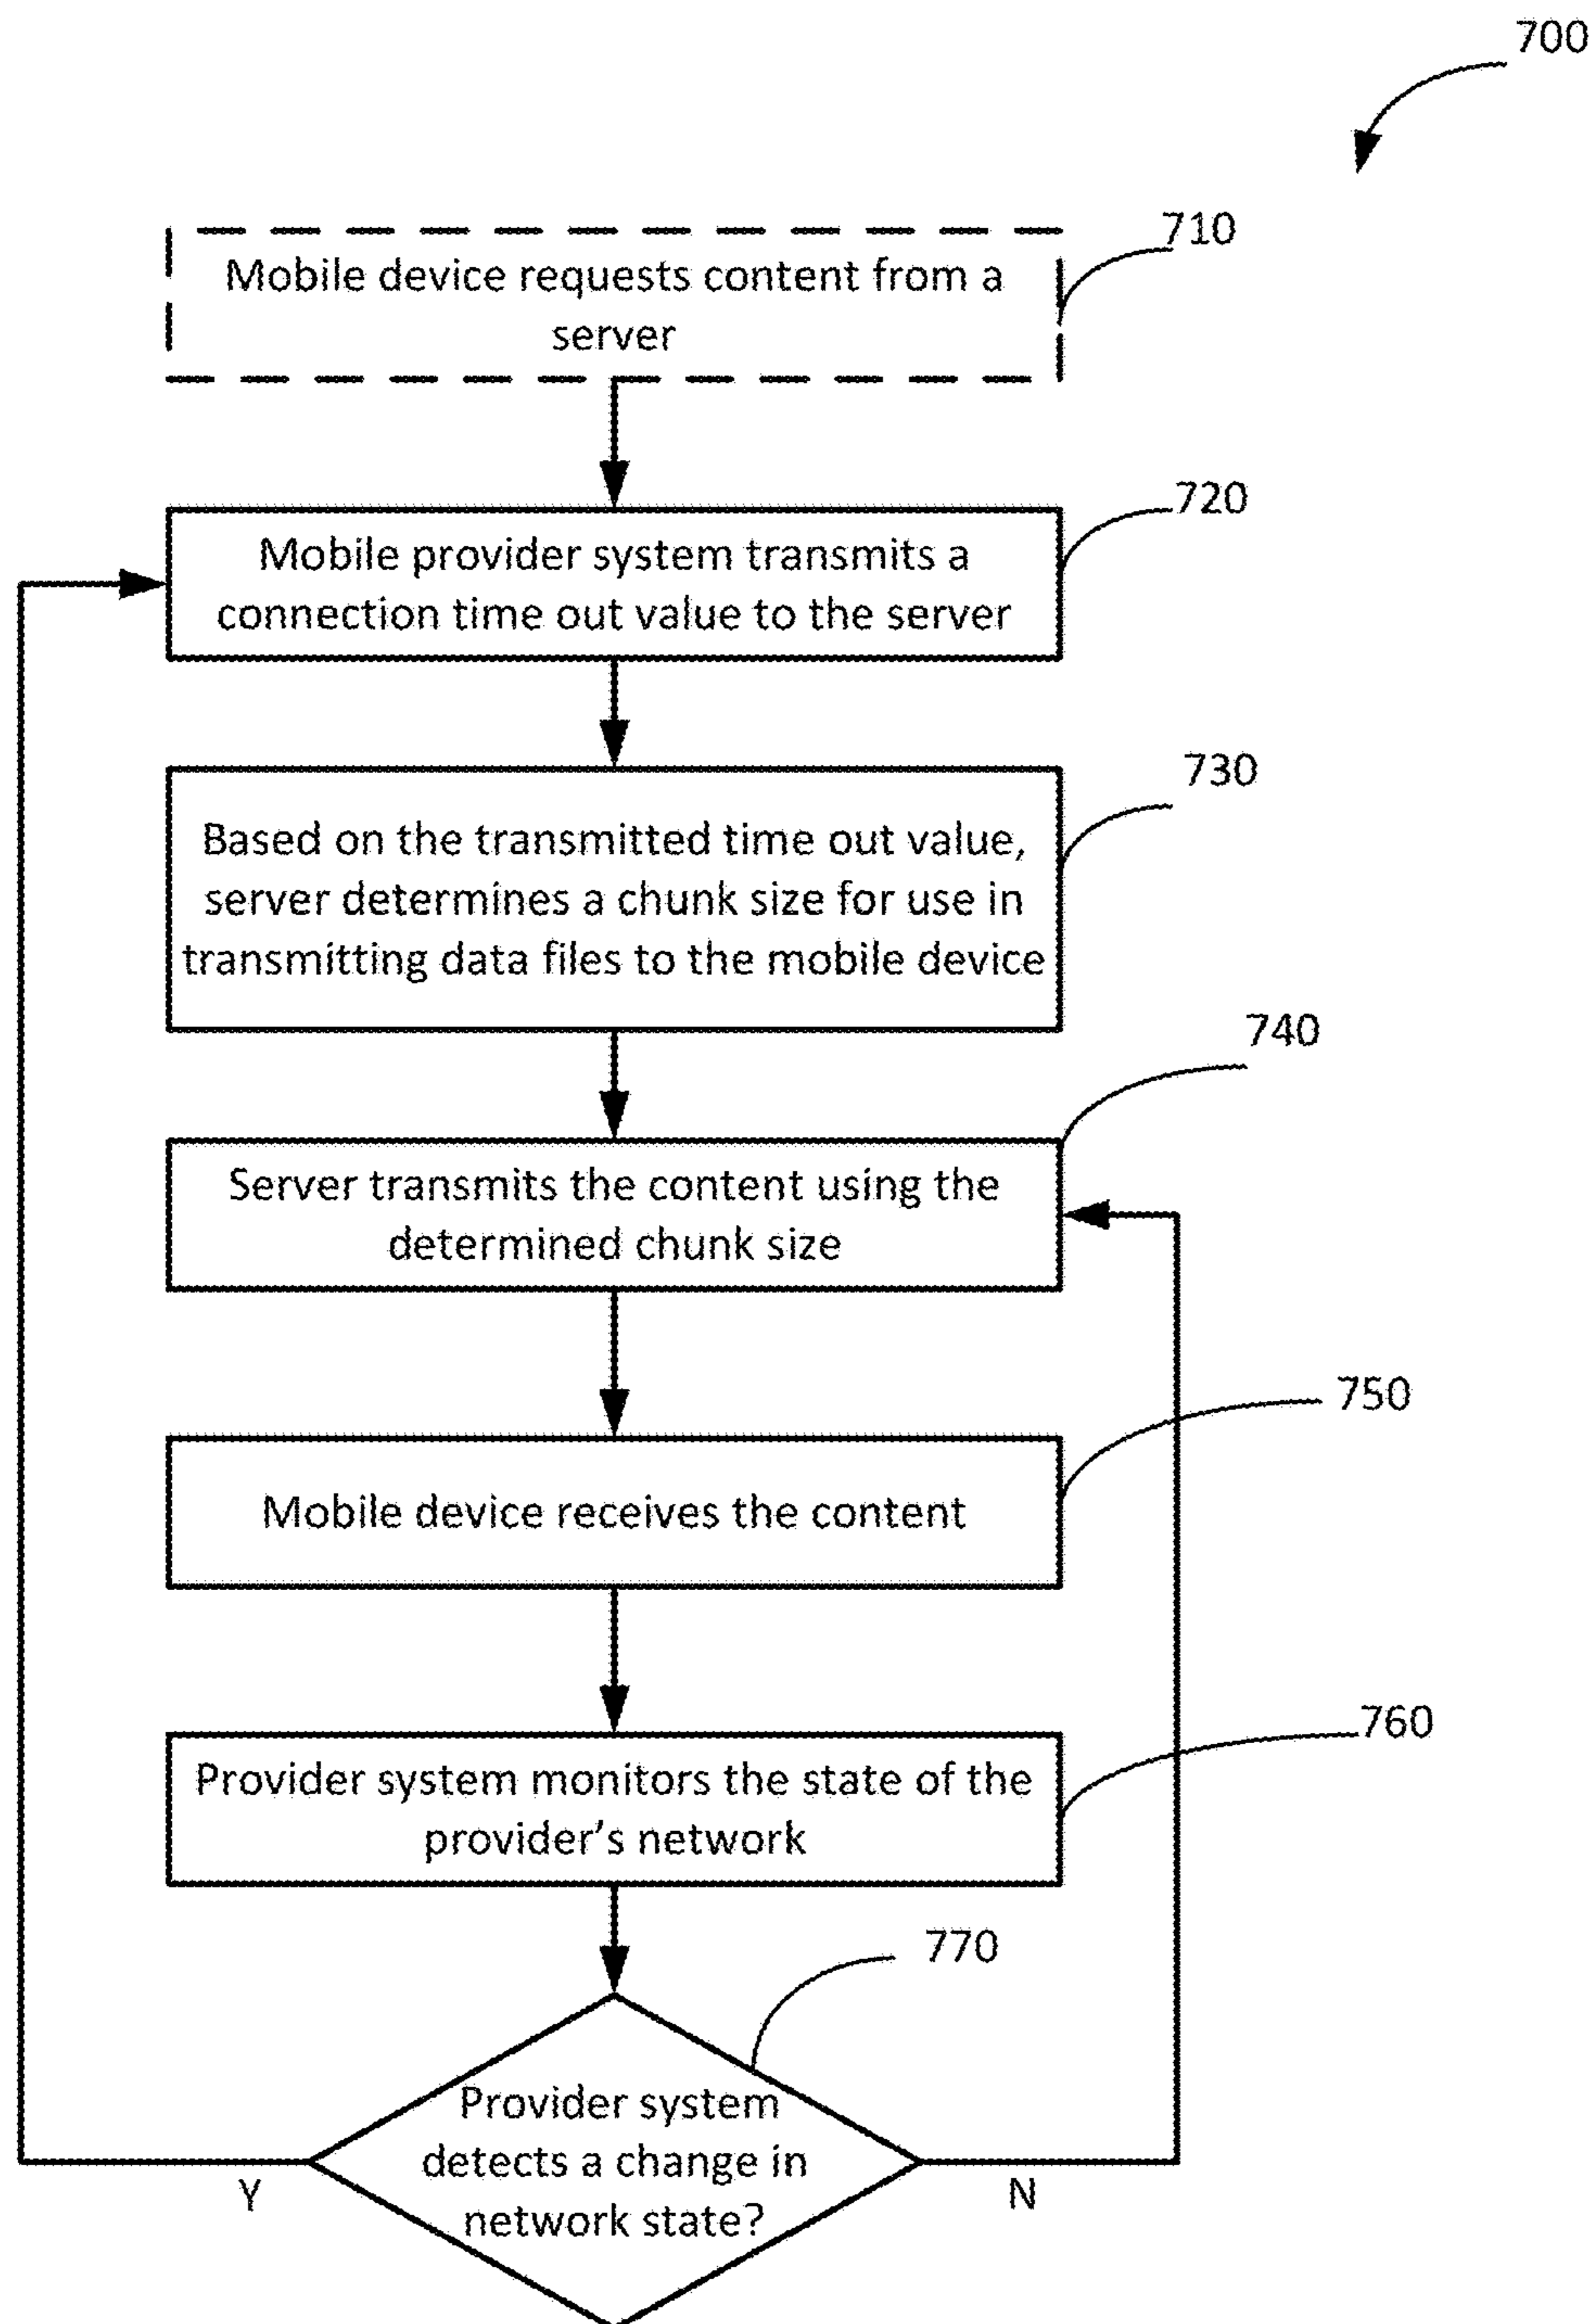 700
710
Mobile device requests content from a
server
720
Mobile provider system transmits a
connection time out value to the server
730
Based on the transmitted time out value,
server determines a chunk size for use in
transmitting data files to the mobile device
740
Server transmits the content using the
determined chunk size
750
Mobile device receives the content
760
Provider system monitors the state of the
provider's network
770
Provider system
detects a change in
network state?
Y
N